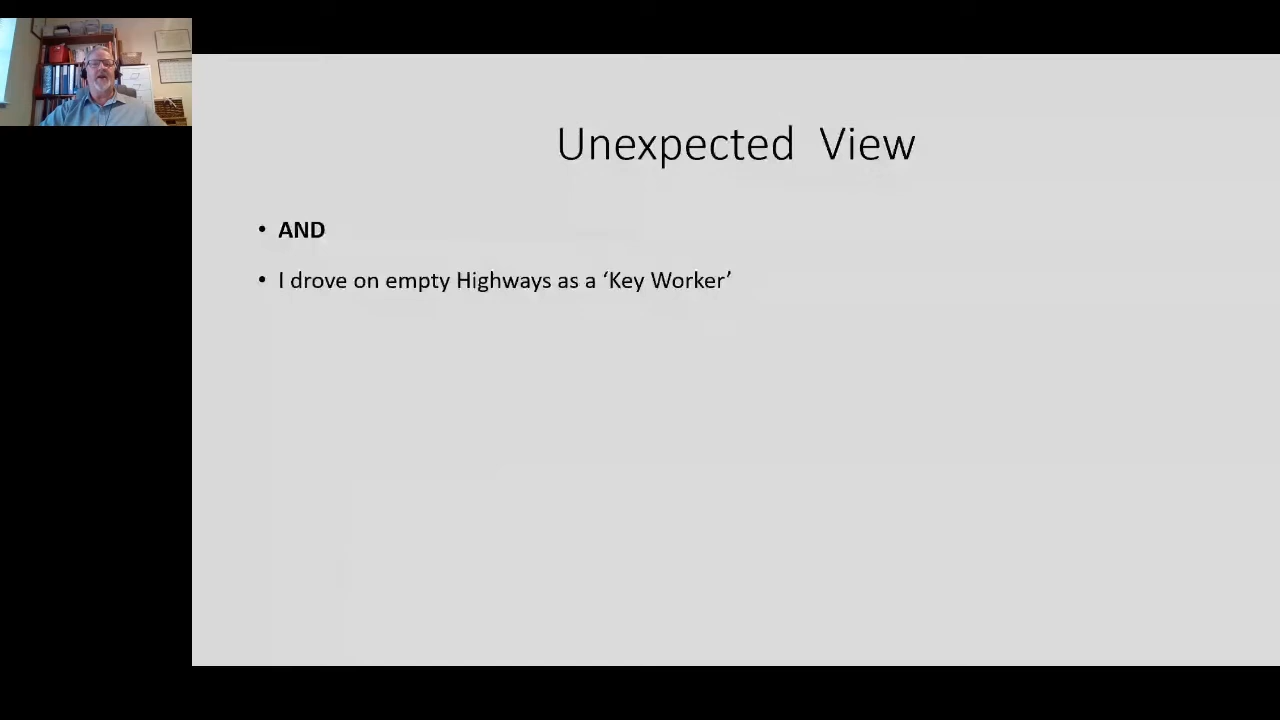 Unexpected View
• AND
• I drove on empty Highways as a ‘Key Worker’